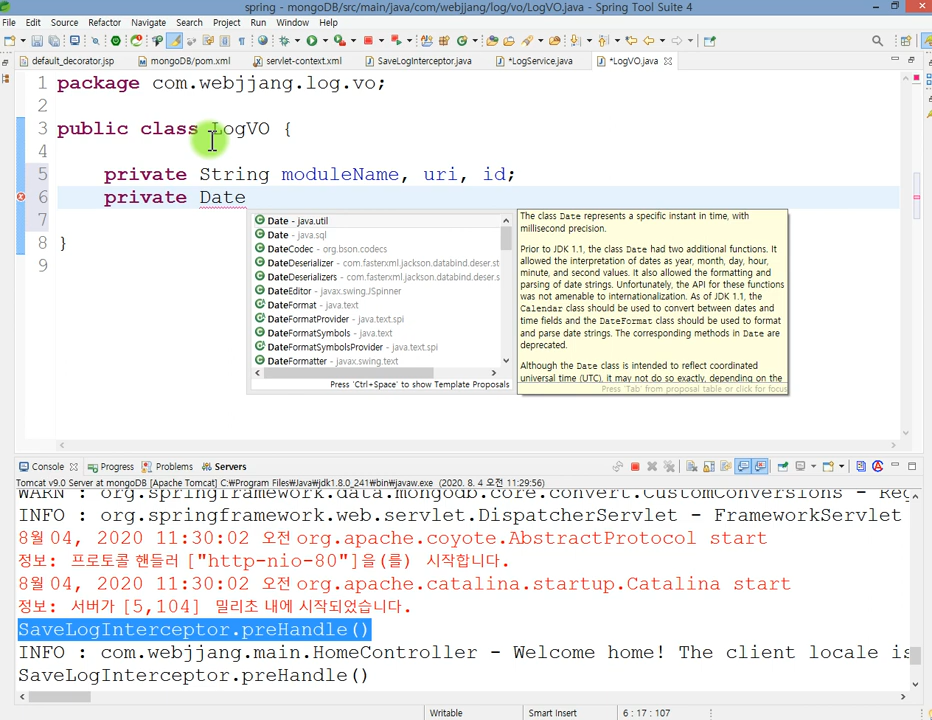 spring - mongoDB/src/main/java/com/webjjang/log/vo/LogVO.java - Spring Tool Suite 4
File Edit Source Refactor Navigate Search Project Run Window Help
default_decorator.jsp mongoDB/pom.xml servlet-context.xml SaveLogInterceptor.java *LogService.java *LogVO.java
1 package com.webjjang.log.vo;
2
3 public class LogVO {
4
5 private String moduleName, uri, id;
6 private Date
7
8 }
9
Date - java.util
Date - java.sql
DateCodec - org.bson.codecs
DateDeserializer - com.fasterxml.jackson.databind.deser.st
DateDeserializers - com.fasterxml.jackson.databind.deser.s
DateEditor - javax.swing.JSpinner
DateFormat - java.text
DateFormatProvider - java.text.spi
DateFormatSymbols - java.text
DateFormatSymbolsProvider - java.text.spi
DateFormatter - javax.swing.text
Press 'Ctrl+Space' to show Template Proposals
The class Date represents a specific instant in time, with
millisecond precision.
Prior to JDK 1.1, the class Date had two additional functions. It
allowed the interpretation of dates as year, month, day, hour,
minute, and second values. It also allowed the formatting and
parsing of date strings. Unfortunately, the API for these functions
was not amenable to internationalization. As of JDK 1.1, the
Calendar class should be used to convert between dates and
time fields and the DateFormat class should be used to format
and parse date strings. The corresponding methods in Date are
deprecated.
Although the Date class is intended to reflect coordinated
universal time (UTC), it may not do so exactly, depending on the
Press 'Tab' from proposal table or click for focus
Console Progress Problems Servers
Tomcat v9.0 Server at mongoDB [Apache Tomcat] C:₩Program Files₩Java₩jdk1.8.0_241₩bin₩javaw.exe (2020. 8. 4 오전 11:29:56)
WARN : org.springframework.data.mongodb.core.convert.CustomConversions - Reg
INFO : org.springframework.web.servlet.DispatcherServlet - FrameworkServlet
8월 04, 2020 11:30:02 오전 org.apache.coyote.AbstractProtocol start
정보: 프로토콜 핸들러 ["http-nio-80"]을(를) 시작합니다.
8월 04, 2020 11:30:02 오전 org.apache.catalina.startup.Catalina start
정보: 서버가 [5,104] 밀리초 내에 시작되었습니다.
SaveLogInterceptor.preHandle()
INFO : com.webjjang.main.HomeController - Welcome home! The client locale is
SaveLogInterceptor.preHandle()
Writable Smart Insert 6 : 17 : 107